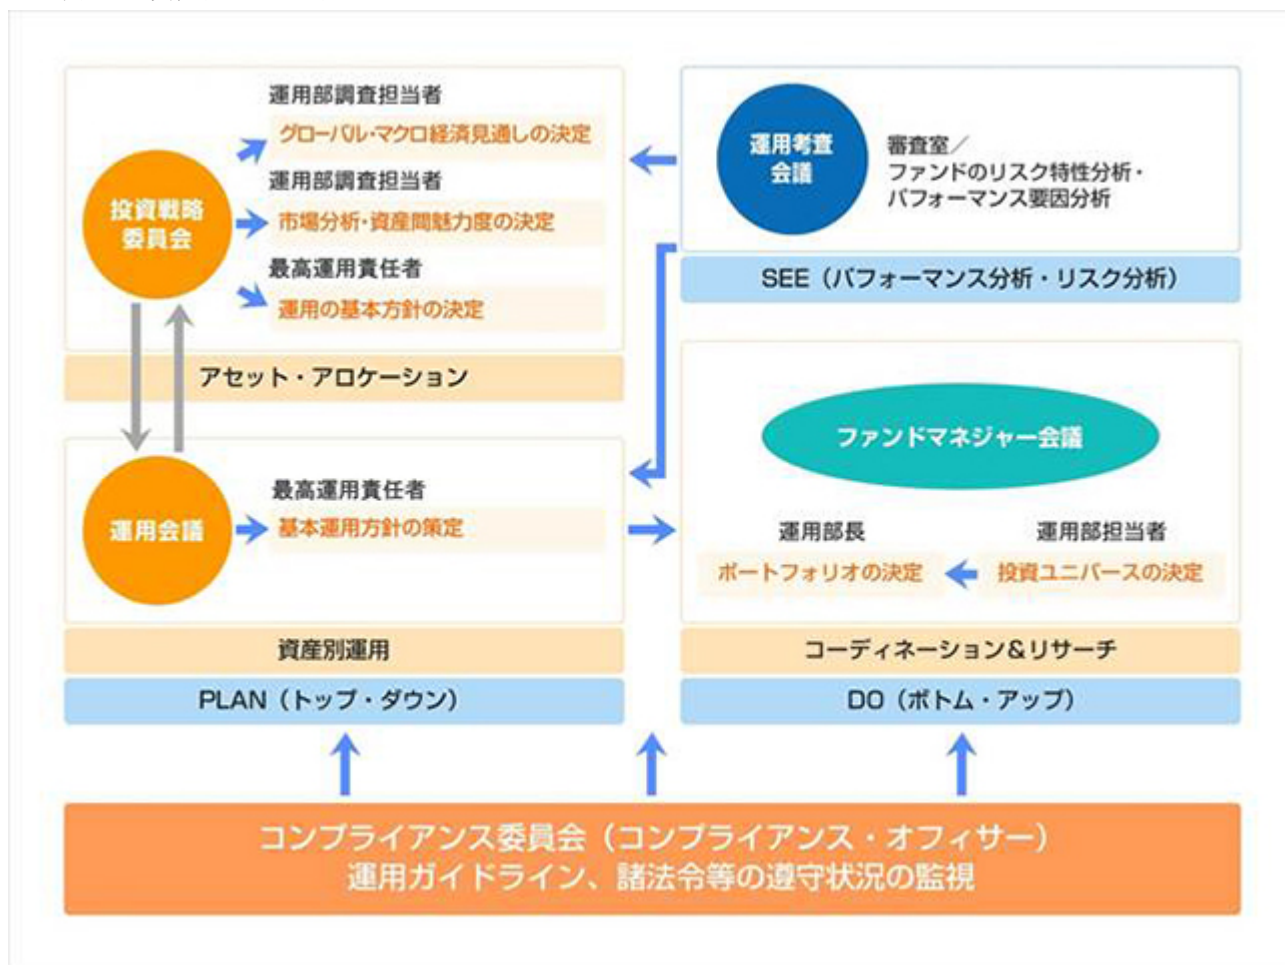 運用部調査担当者
グローバル・マクロ経済見通しの決定
運用部調査担当者
市場分析・資産間魅力度の決定
最高運用責任者
運用の基本方針の決定
投資戦略
委員会
アセット・アロケーション
運用考査
会議
審査室／
ファンドのリスク特性分析・
パフォーマンス要因分析
SEE（パフォーマンス分析・リスク分析）
運用会議
最高運用責任者
基本運用方針の策定
資産別運用
PLAN（トップ・ダウン）
ファンドマネジャー会議
運用部長
ポートフォリオの決定
運用部担当者
投資ユニバースの決定
コーディネーション＆リサーチ
DO（ボトム・アップ）
コンプライアンス委員会（コンプライアンス・オフィサー）
運用ガイドライン、諸法令等の遵守状況の監視